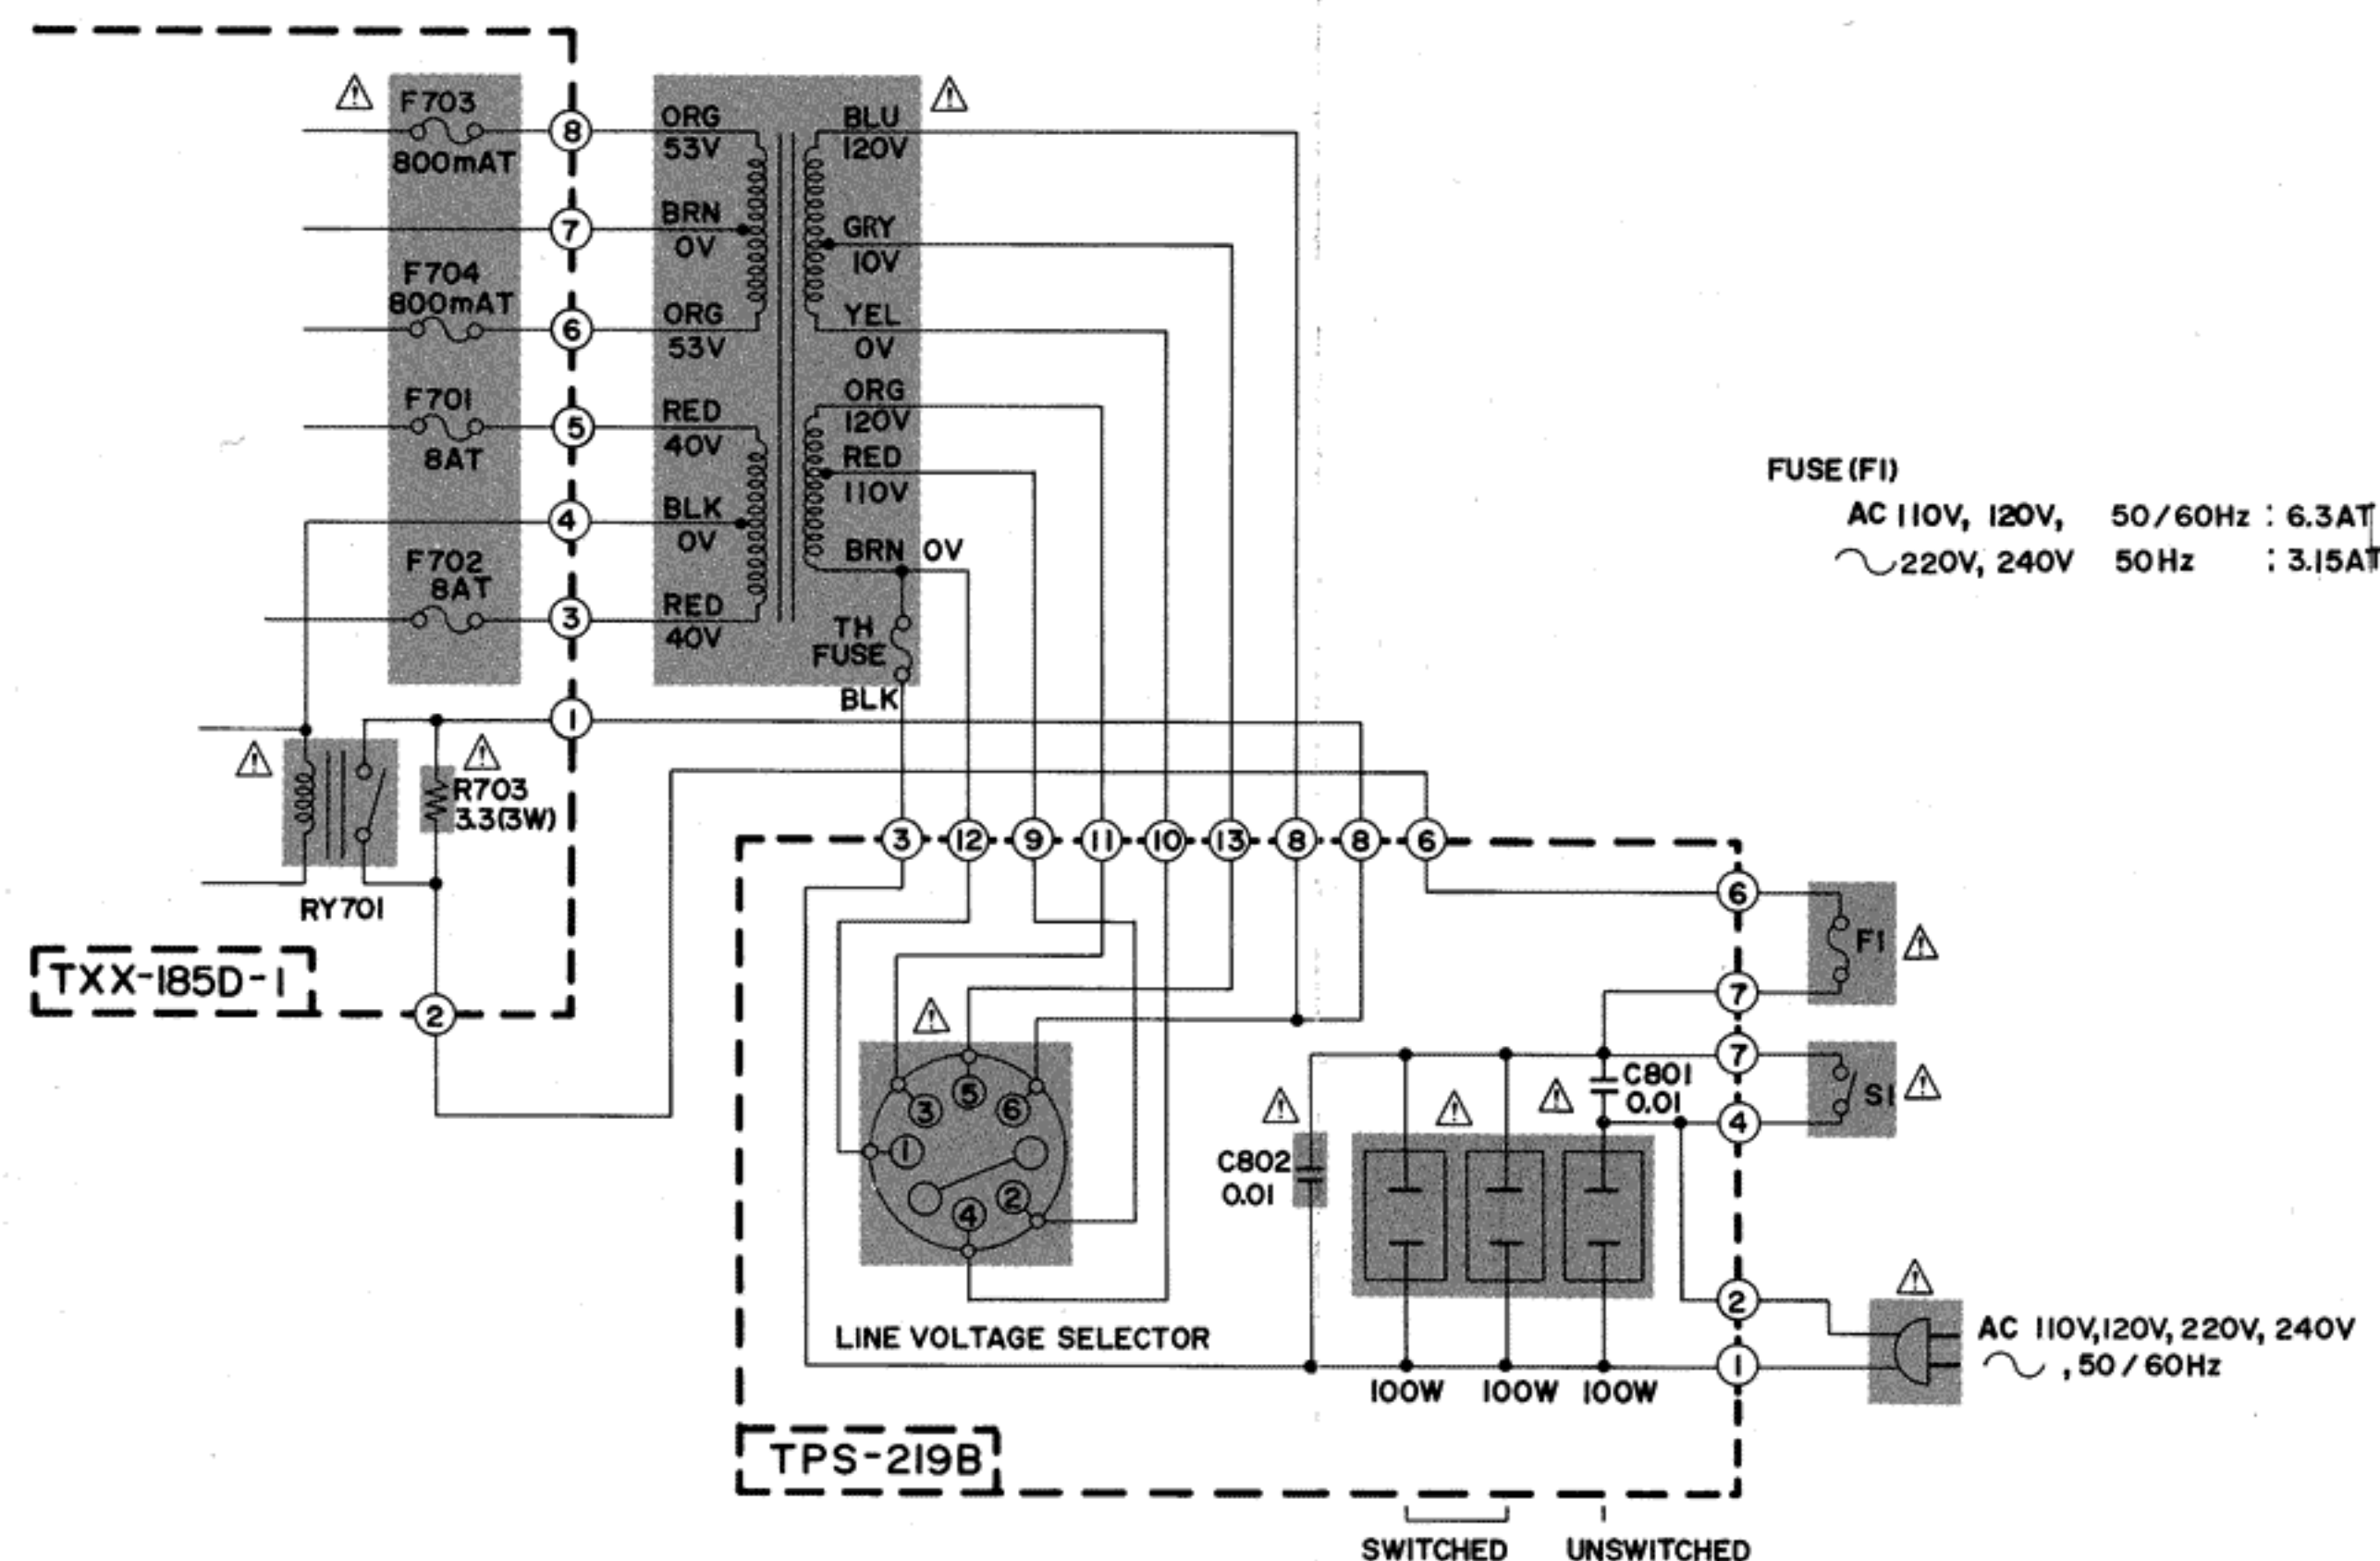 F703
800mAT
8
7
F704
800mAT
6
F701
8AT
5
4
F702
8AT
3
ORG
53V
BRN
0V
ORG
53V
RED
40V
BLK
0V
RED
40V
BLU
120V
GRY
10V
YEL
0V
ORG
120V
RED
110V
BRN 0V
TH
FUSE
BLK
FUSE (F1)
AC 110V, 120V, 50/60Hz : 6.3AT
220V, 240V 50Hz : 3.15AT
1
R703
3.3(3W)
RY701
TXX-185D-1
2
3 12 9 11 10 13 8 8 6
6
F1
7
7
S1
4
C801
0.01
C802
0.01
3 5 6
1
4 2
LINE VOLTAGE SELECTOR
2
1
AC 110V,120V, 220V, 240V
, 50/60Hz
100W 100W 100W
TPS-219B
SWITCHED UNSWITCHED